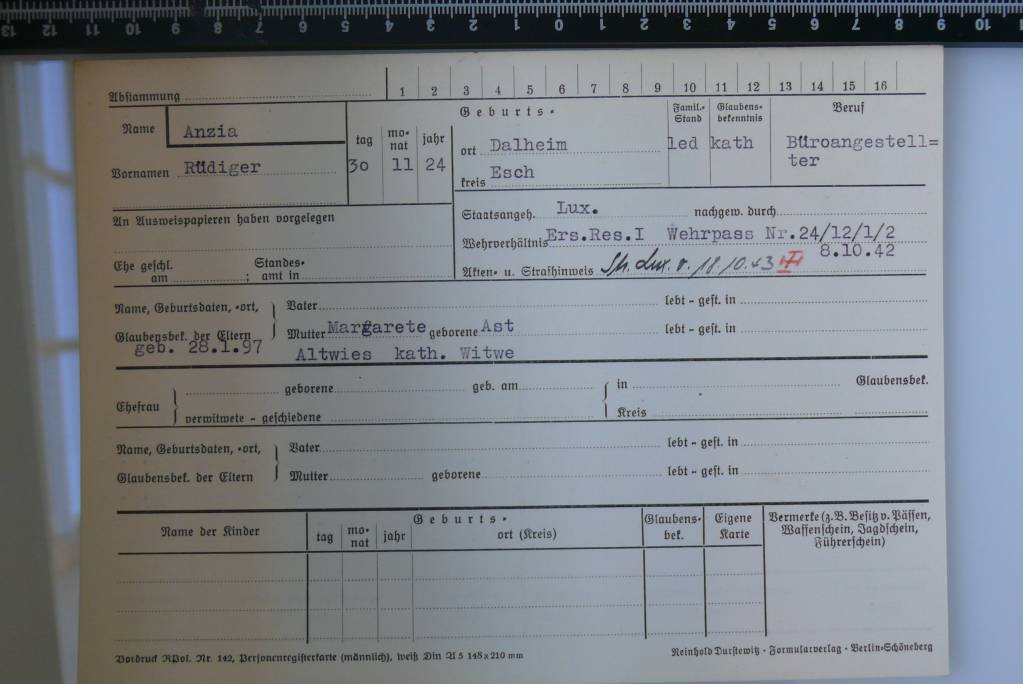 13 12 11 10 9 8 7 6 5 4 3 2 1 0 1 2 3 4 5 6 7 8 9 10
Abstammung 1 2 3 4 5 6 7 8 9 10 11 12 13 14 15 16
Name Anzia
Vornamen Rüdiger
tag mo-nat jahr
30 11 24
Geburts-
ort Dalheim
kreis Esch
Famil.-Stand
led
Glaubens-bekenntnis
kath
Beruf
Büroangestell=
ter
An Ausweispapieren haben vorgelegen
Staatsangeh. Lux. nachgew. durch
Wehrverhältnis Ers.Res.I Wehrpass Nr.24/12/1/2
8.10.42
Ehe geschl. am ; Standes-amt in
Akten- u. Strafhinweis Lux. v. 18.10.43
Name, Geburtsdaten, -ort, Vater lebt - gest. in
Glaubensbek. der Eltern Mutter Margarete geborene Ast lebt - gest. in
geb. 28.1.97 Altwies kath. Witwe
Ehefrau geborene geb. am in Glaubensbek.
verwitwete - geschiedene Kreis
Name, Geburtsdaten, -ort, Vater lebt - gest. in
Glaubensbek. der Eltern Mutter geborene lebt - gest. in
Name der Kinder
Geburts-
tag mo-nat jahr ort (Kreis)
Glaubens-bek.
Eigene Karte
Vermerke (z.B. Besitz v. Pässen,
Waffenschein, Jagdschein,
Führerschein)
Vordruck RPol. Nr. 142, Personenregisterkarte (männlich), weiß Din A 5 148x210 mm
Reinhold Durstewitz - Formularverlag - Berlin-Schöneberg